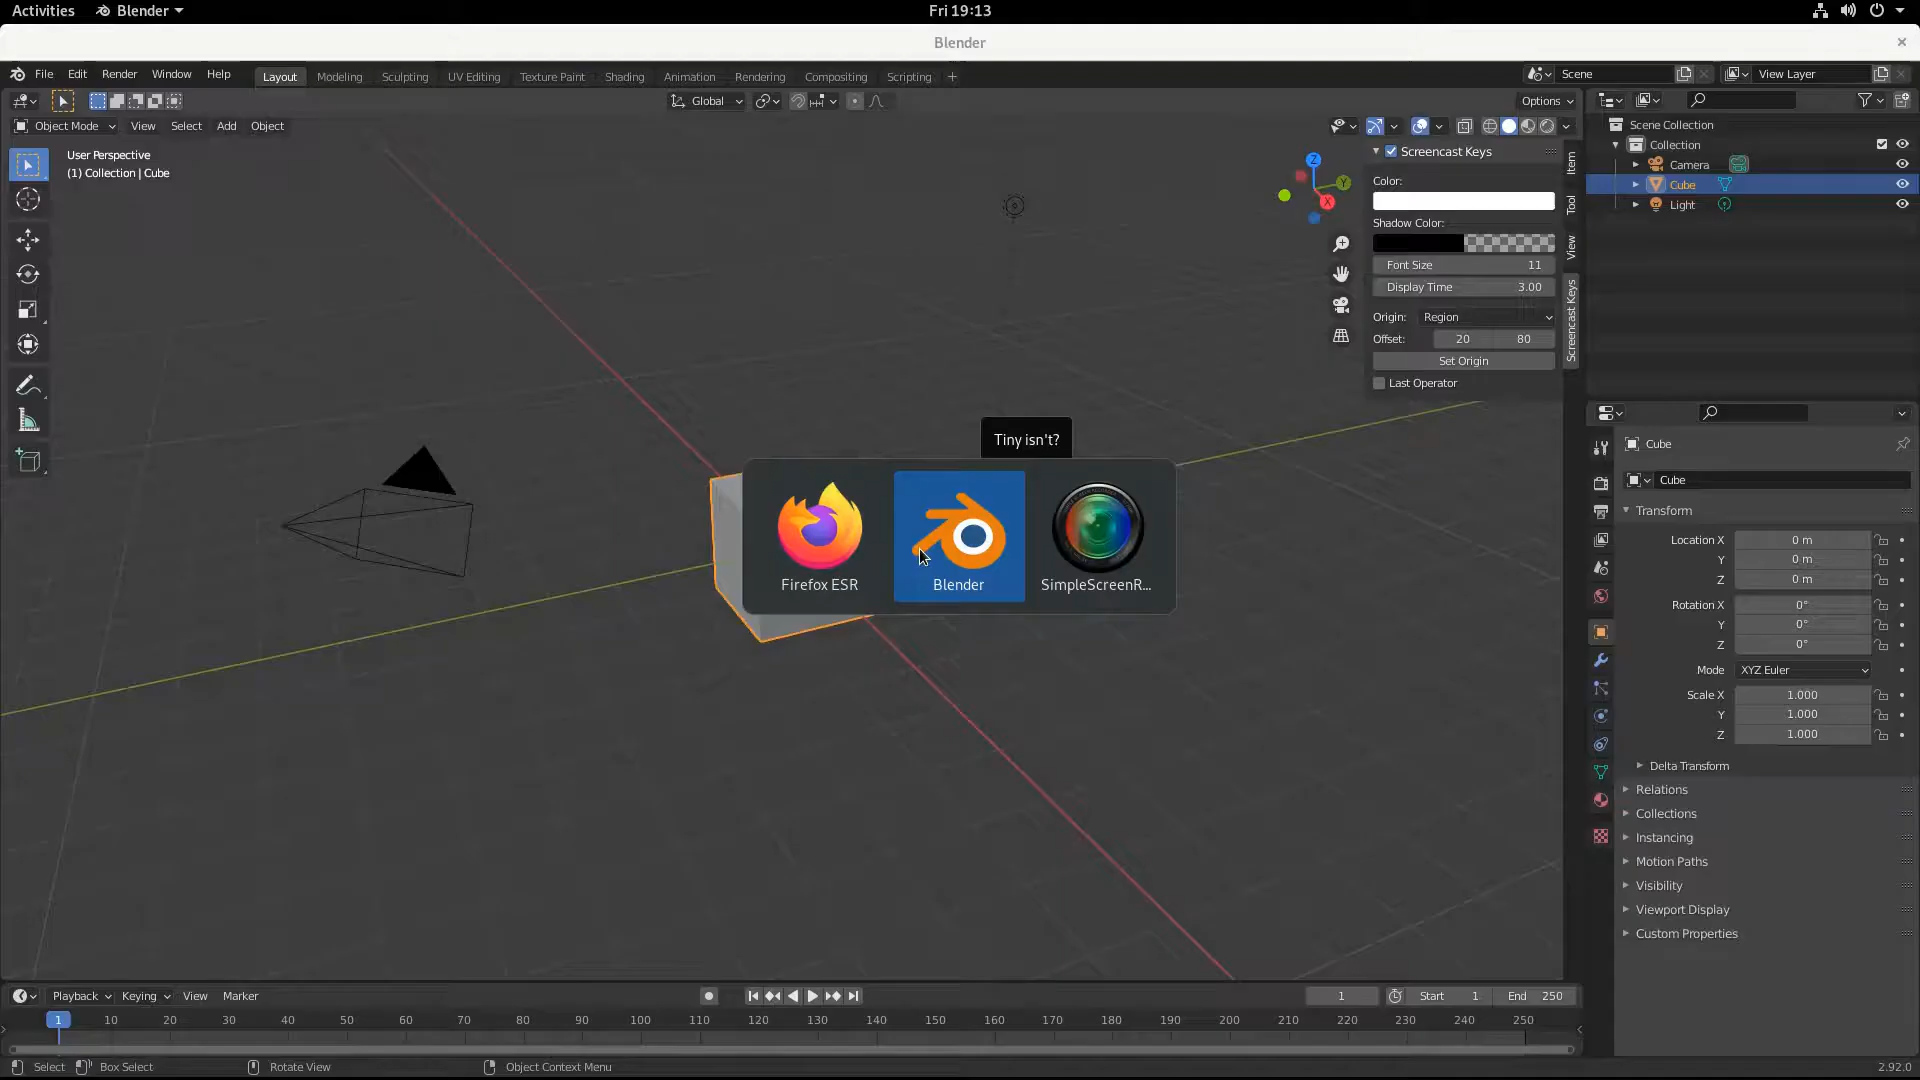 Activities Blender Fri 19:13
Blender
File Edit Render Window Help Layout Modeling Sculpting UV Editing Texture Paint Shading Animation Rendering Compositing Scripting Scene View Layer
Global Options
Object Mode View Select Add Object
User Perspective
(1) Collection | Cube
Z
Y
X
Screencast Keys
Color:
Shadow Color:
Font Size 11
Display Time 3.00
Origin: Region
Offset: 20 80
Set Origin
Last Operator
Item
Tool
View
Screencast Keys
Scene Collection
Collection
Camera
Cube
Light
Tiny isn't?
Firefox ESR Blender SimpleScreenR...
Cube
Cube
Transform
Location X 0 m
Y 0 m
Z 0 m
Rotation X 0°
Y 0°
Z 0°
Mode XYZ Euler
Scale X 1.000
Y 1.000
Z 1.000
Delta Transform
Relations
Collections
Instancing
Motion Paths
Visibility
Viewport Display
Custom Properties
Playback Keying View Marker 1 Start 1 End 250
1 10 20 30 40 50 60 70 80 90 100 110 120 130 140 150 160 170 180 190 200 210 220 230 240 250
Select Box Select Rotate View Object Context Menu 2.92.0